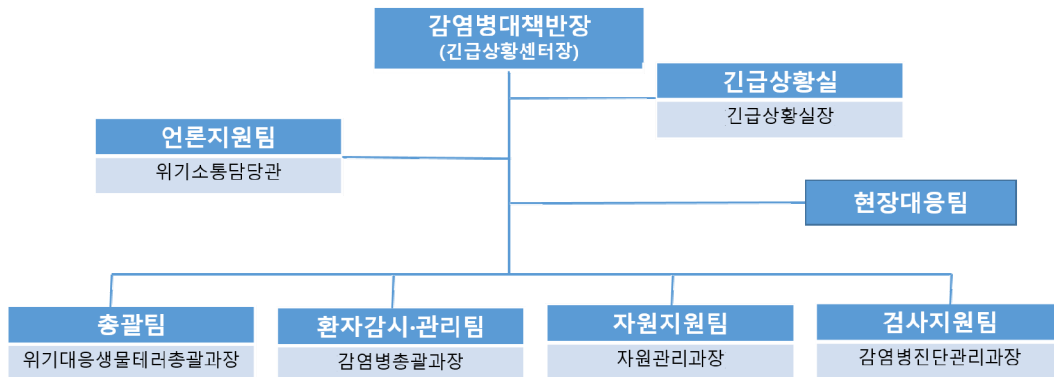 감염병대책반장
(긴급상황센터장)
긴급상황실
긴급상황실장
언론지원팀
위기소통담당관
현장대응팀
총괄팀
위기대응생물테러총괄과장
환자감시·관리팀
감염병총괄과장
자원지원팀
자원관리과장
검사지원팀
감염병진단관리과장